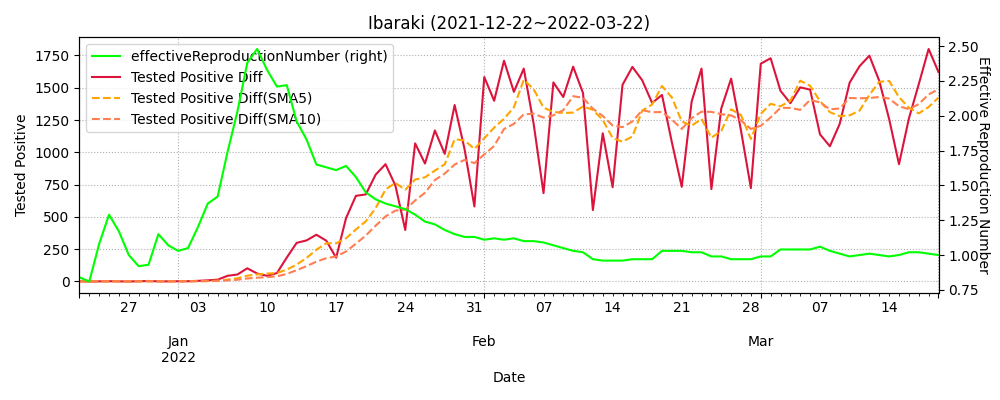 Ibaraki (2021-12-22~2022-03-22)
effectiveReproductionNumber (right)
Tested Positive Diff
Tested Positive Diff(SMA5)
Tested Positive Diff(SMA10)
Tested Positive
1750
1500
1250
1000
750
500
250
0
2.50
2.25
2.00
1.75
1.50
1.25
1.00
0.75
Effective Reproduction Number
27 03 10 17 24 31 07 14 21 28 07 14
Jan Feb Mar
2022
Date